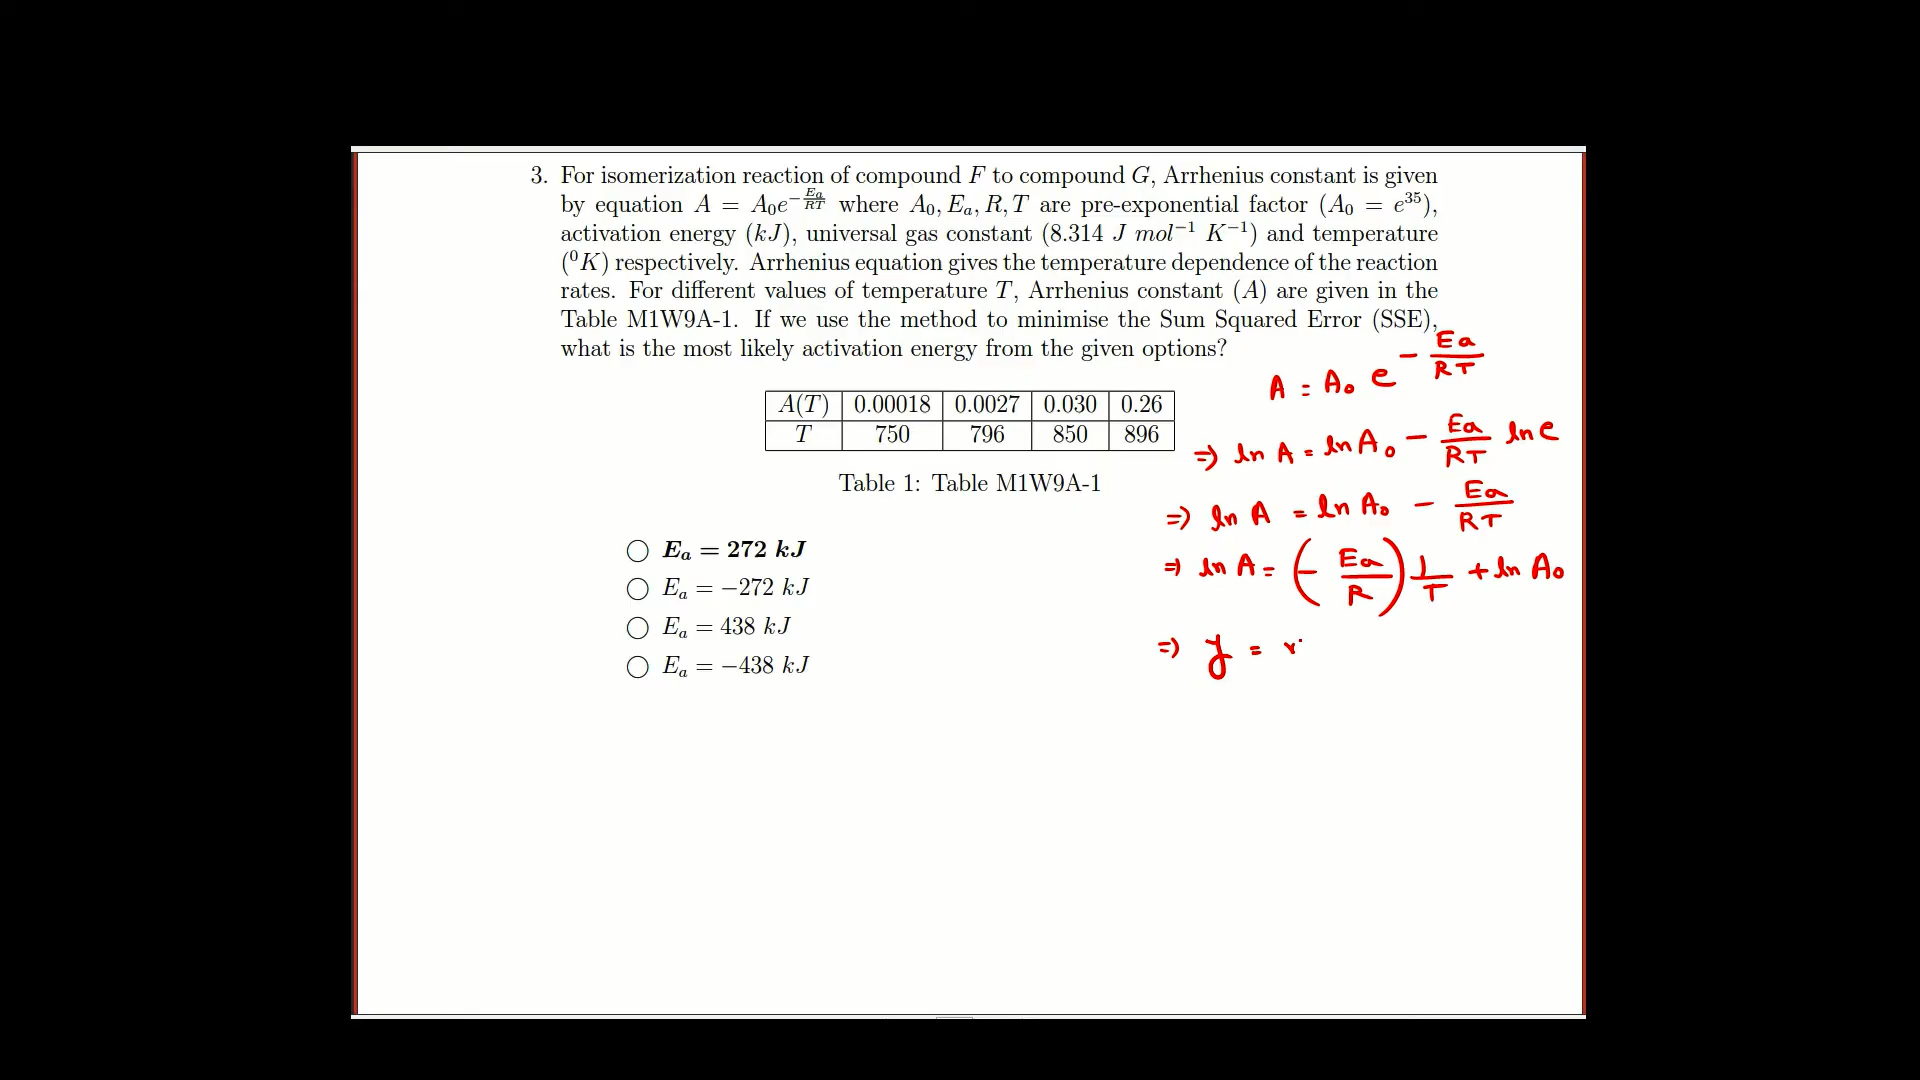 3. For isomerization reaction of compound F to compound G, Arrhenius constant is given
by equation A = A₀e^{-Eₐ/RT} where A₀, Eₐ, R, T are pre-exponential factor (A₀ = e³⁵),
activation energy (kJ), universal gas constant (8.314 J mol⁻¹ K⁻¹) and temperature
(⁰K) respectively. Arrhenius equation gives the temperature dependence of the reaction
rates. For different values of temperature T, Arrhenius constant (A) are given in the
Table M1W9A-1. If we use the method to minimise the Sum Squared Error (SSE),
what is the most likely activation energy from the given options?
A(T) 0.00018 0.0027 0.030 0.26
T 750 796 850 896
Table 1: Table M1W9A-1
Eₐ = 272 kJ
Eₐ = −272 kJ
Eₐ = 438 kJ
Eₐ = −438 kJ
A = A₀ e^{-Ea/RT}
⇒ ln A = ln A₀ − Ea/RT ln e
⇒ ln A = ln A₀ − Ea/RT
⇒ ln A = (− Ea/R) 1/T + ln A₀
⇒ y =